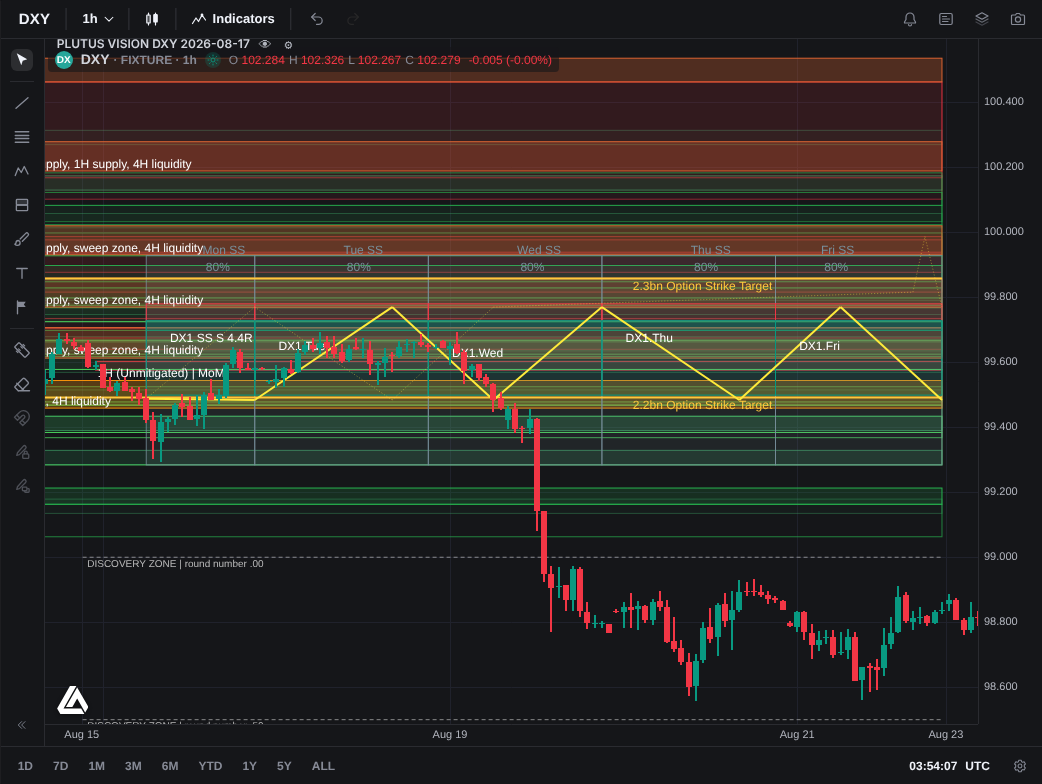 DXY
1h
Indicators
PLUTUS VISION DXY 2026-08-17
DX DXY · FIXTURE · 1h O 102.284 H 102.326 L 102.267 C 102.279 -0.005 (-0.00%)
100.400
pply, 1H supply, 4H liquidity
100.200
100.000
pply, sweep zone, 4H liquidity
Mon SS
80%
Tue SS
80%
Wed SS
80%
Thu SS
80%
Fri SS
80%
2.3bn Option Strike Target
pply, sweep zone, 4H liquidity
99.800
DX1 SS S 4.4R
DX1.Wed
DX1.Thu
DX1.Fri
pply, sweep zone, 4H liquidity
99.600
H (Unmitigated) | MoM
4H liquidity
2.2bn Option Strike Target
99.400
99.200
99.000
DISCOVERY ZONE | round number .00
98.800
98.600
Aug 15
Aug 19
Aug 21
Aug 23
1D
7D
1M
3M
6M
YTD
1Y
5Y
ALL
03:54:07 UTC